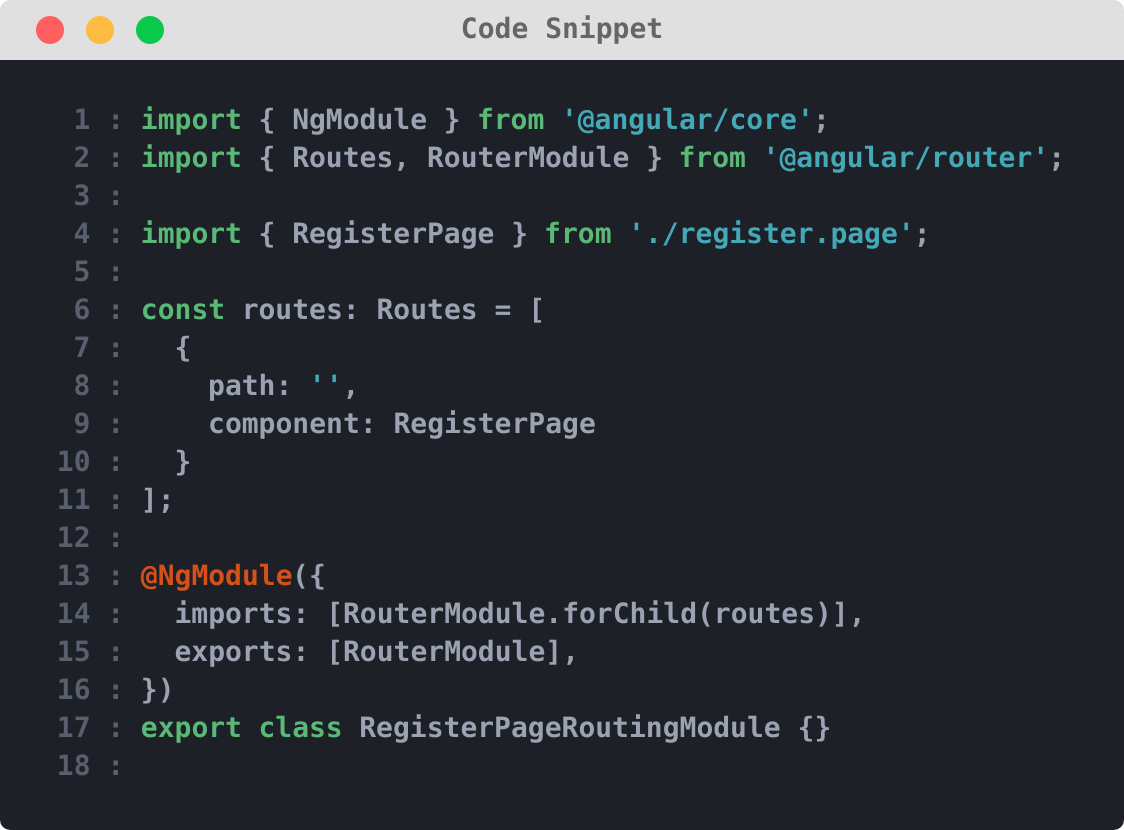 Code Snippet
1 : import { NgModule } from '@angular/core';
2 : import { Routes, RouterModule } from '@angular/router';
3 :
4 : import { RegisterPage } from './register.page';
5 :
6 : const routes: Routes = [
7 :   {
8 :     path: '',
9 :     component: RegisterPage
10 :   }
11 : ];
12 :
13 : @NgModule({
14 :   imports: [RouterModule.forChild(routes)],
15 :   exports: [RouterModule],
16 : })
17 : export class RegisterPageRoutingModule {}
18 :